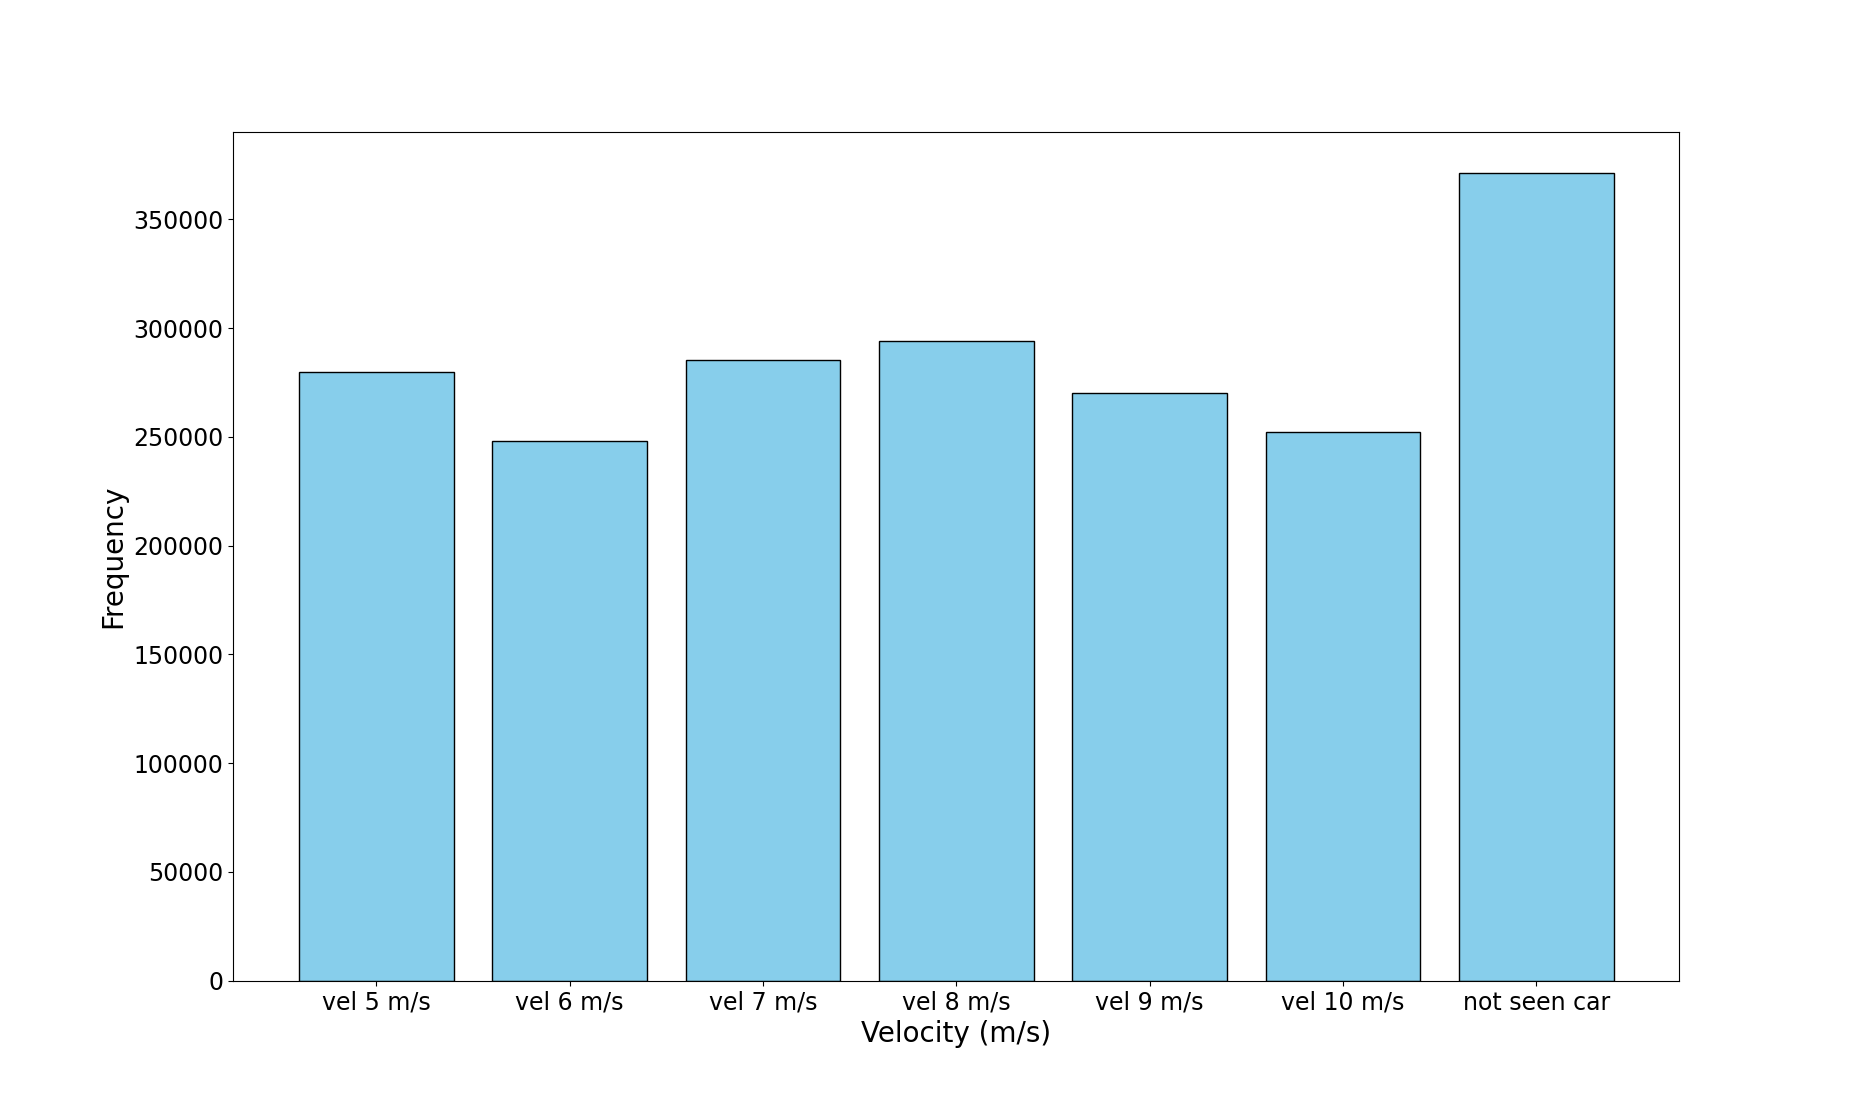 350000
300000
250000
200000
150000
100000
50000
0
Frequency
vel 5 m/s
vel 6 m/s
vel 7 m/s
vel 8 m/s
vel 9 m/s
vel 10 m/s
not seen car
Velocity (m/s)